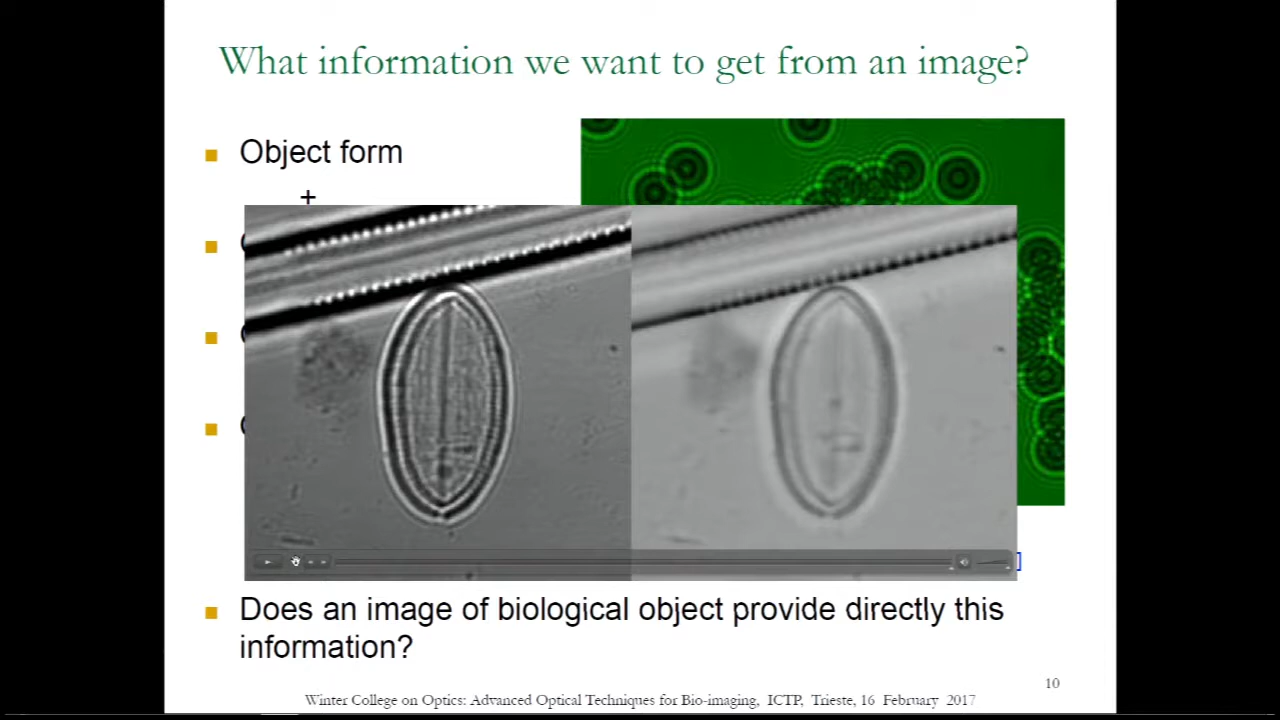 What information we want to get from an image?
Object form
+
Does an image of biological object provide directly this
information?
10
Winter College on Optics: Advanced Optical Techniques for Bio-imaging, ICTP, Trieste, 16 February 2017